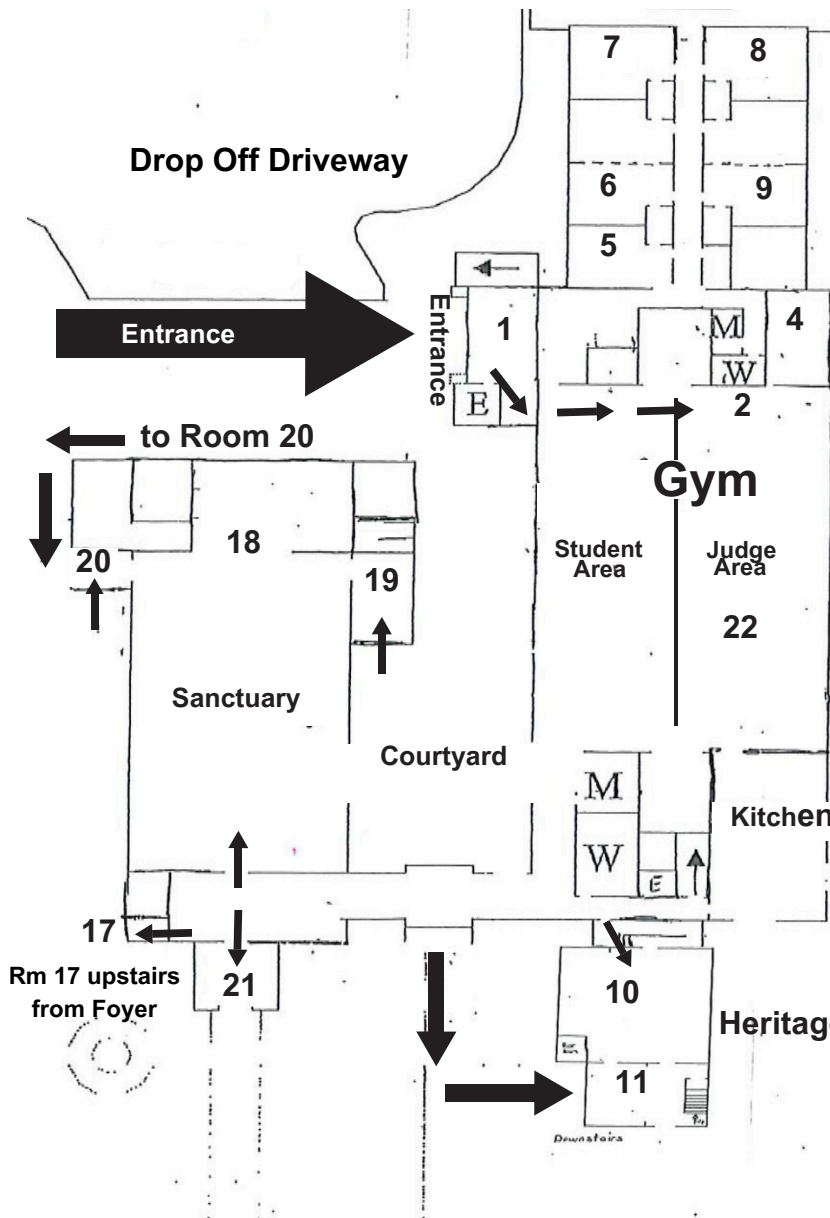 7
8
Drop Off Driveway
6
9
5
Entrance
Entrance
1
M
4
W
E
2
to Room 20
Gym
18
20
19
Student
Area
Judge
Area
22
Sanctuary
Courtyard
M
Kitchen
W
E
17
Rm 17 upstairs
from Foyer
21
10
Heritag
11
Up
Downstairs